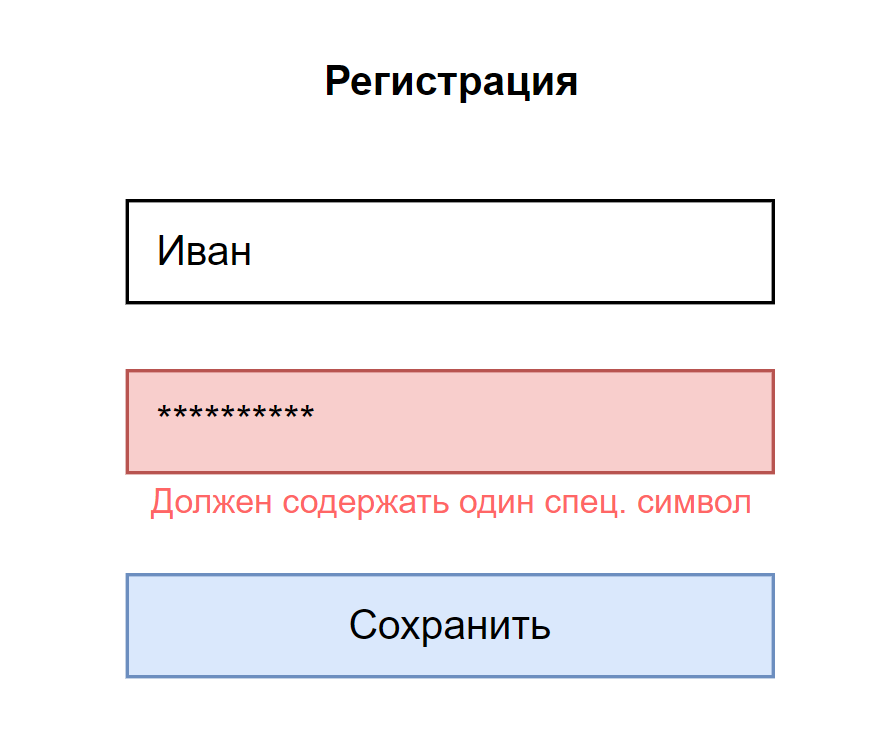 Регистрация
Иван
**********
Должен содержать один спец. символ
Сохранить